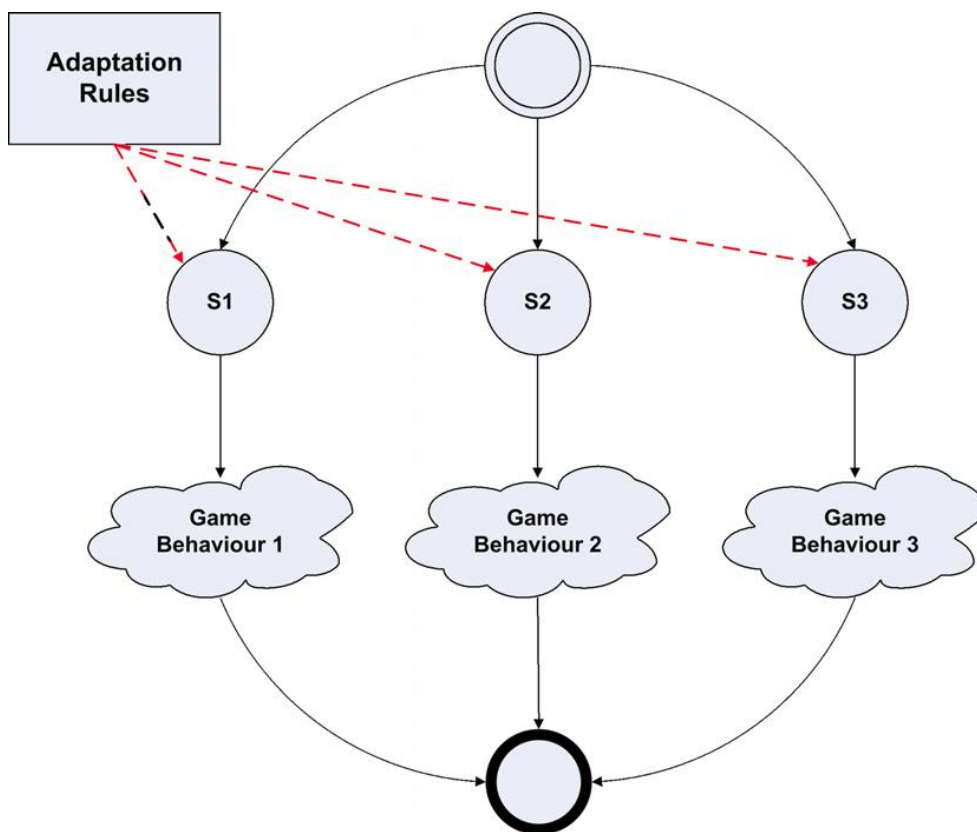 Adaptation
Rules
S1
S2
S3
Game
Behaviour 1
Game
Behaviour 2
Game
Behaviour 3